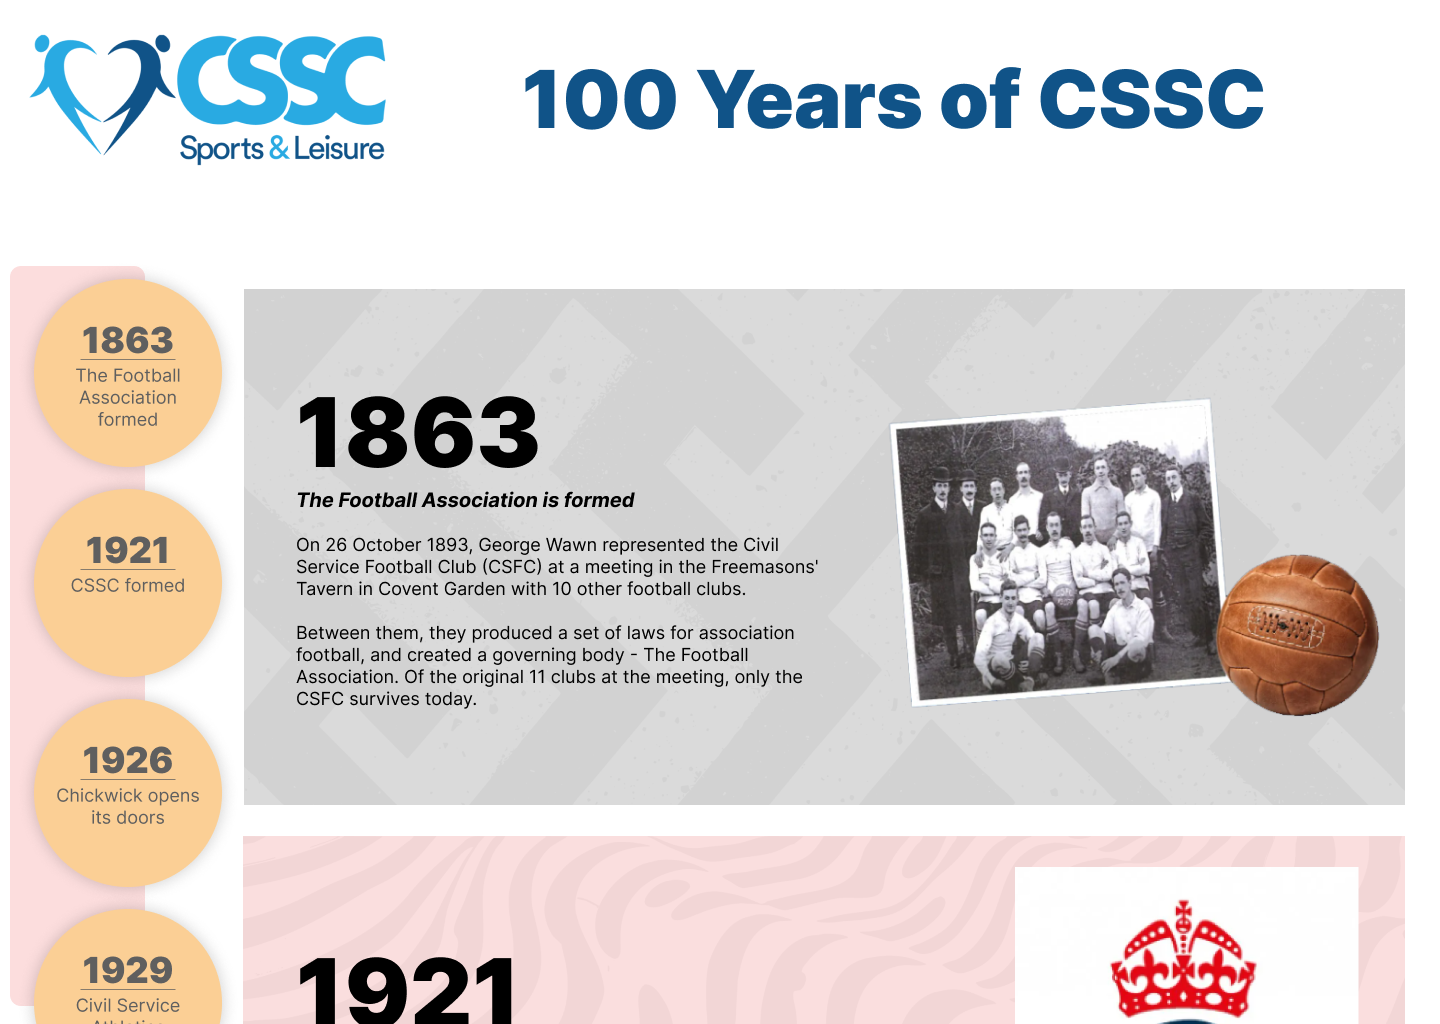 CSSC
Sports & Leisure
100 Years of CSSC
1863
The Football
Association
formed
1921
CSSC formed
1926
Chickwick opens
its doors
1929
Civil Service
1863
The Football Association is formed
On 26 October 1893, George Wawn represented the Civil
Service Football Club (CSFC) at a meeting in the Freemasons'
Tavern in Covent Garden with 10 other football clubs.
Between them, they produced a set of laws for association
football, and created a governing body - The Football
Association. Of the original 11 clubs at the meeting, only the
CSFC survives today.
1921